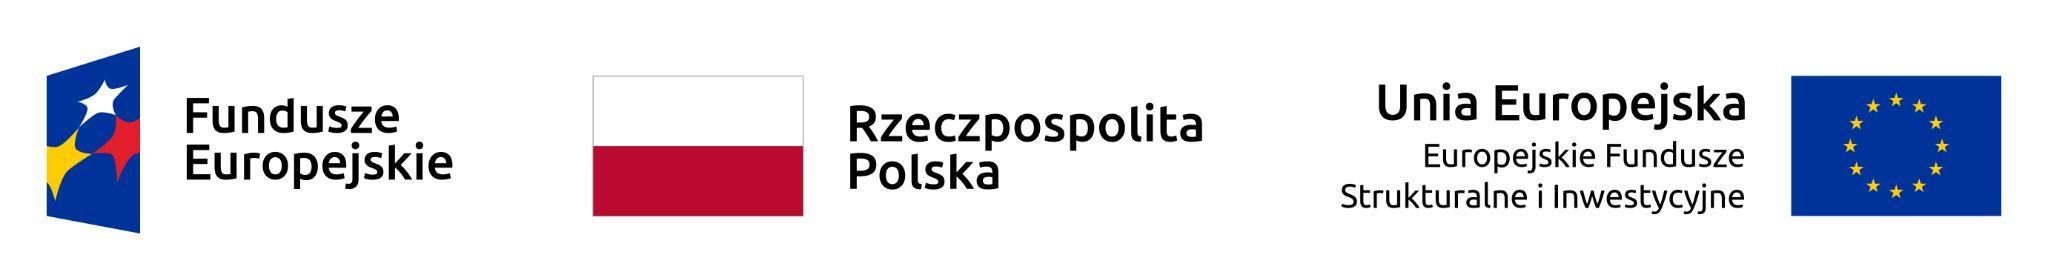 Fundusze
Europejskie
Rzeczpospolita
Polska
Unia Europejska
Europejskie Fundusze
Strukturalne i Inwestycyjne